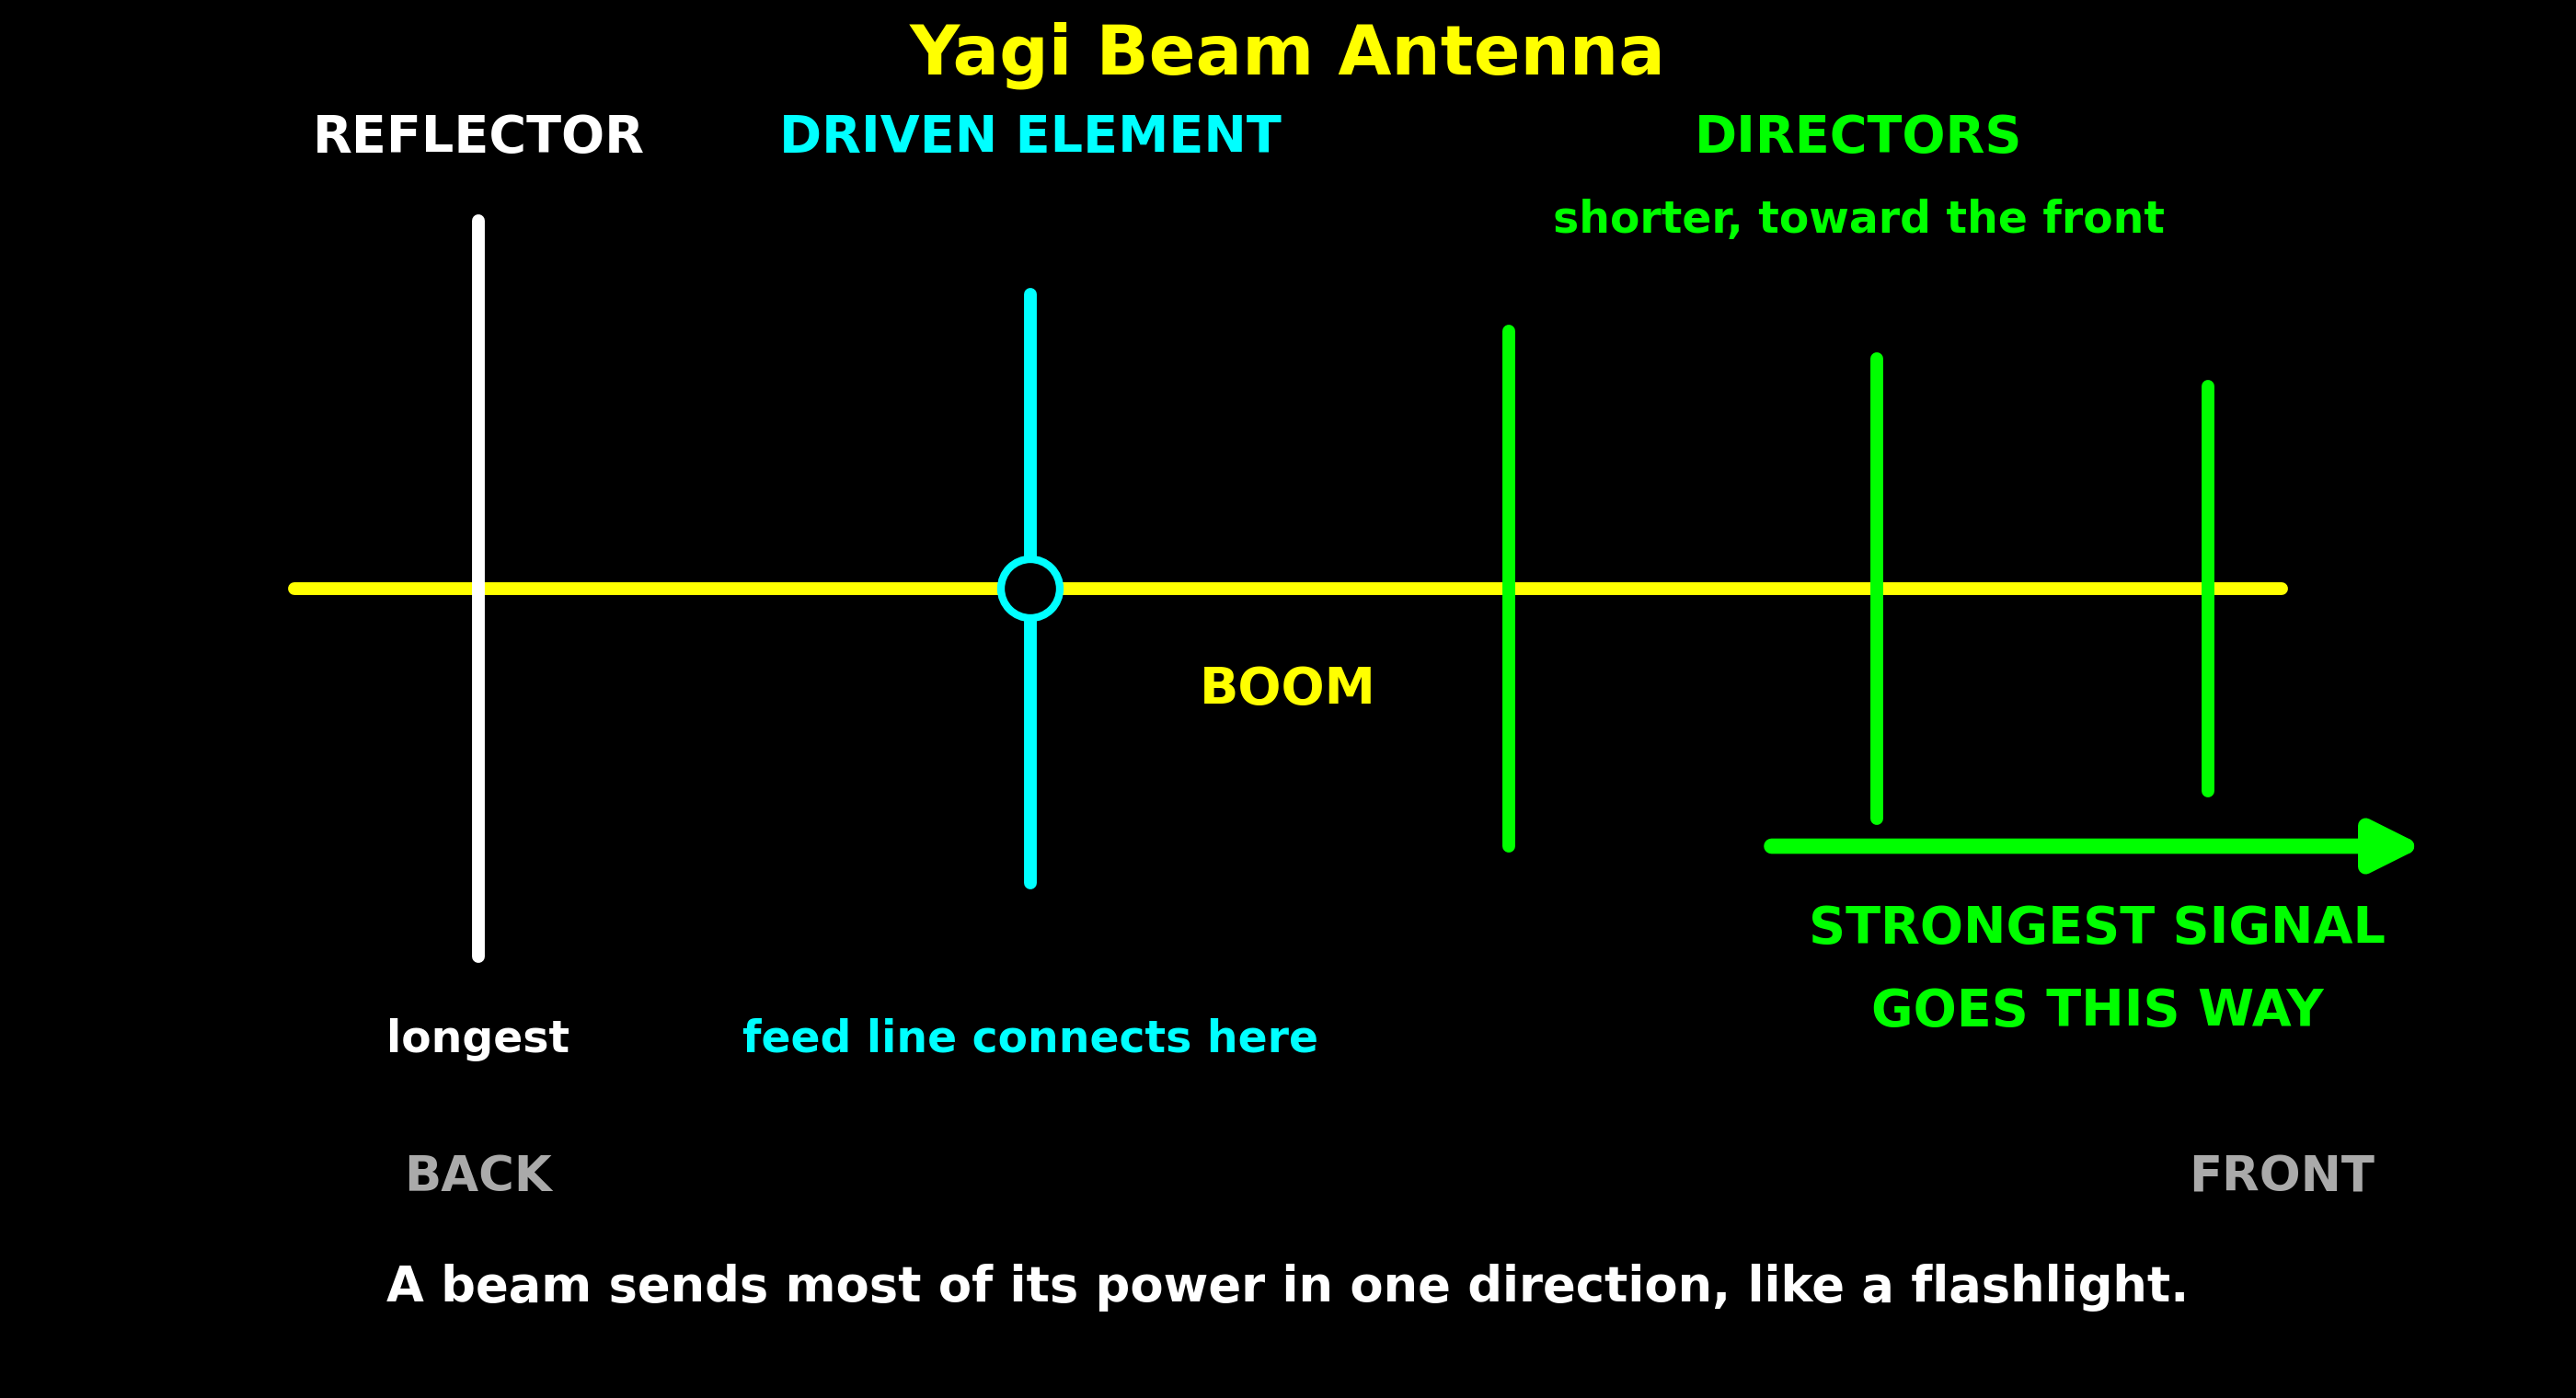 Yagi Beam Antenna
REFLECTOR
DRIVEN ELEMENT
DIRECTORS
shorter, toward the front
BOOM
STRONGEST SIGNAL
GOES THIS WAY
longest
feed line connects here
BACK
FRONT
A beam sends most of its power in one direction, like a flashlight.